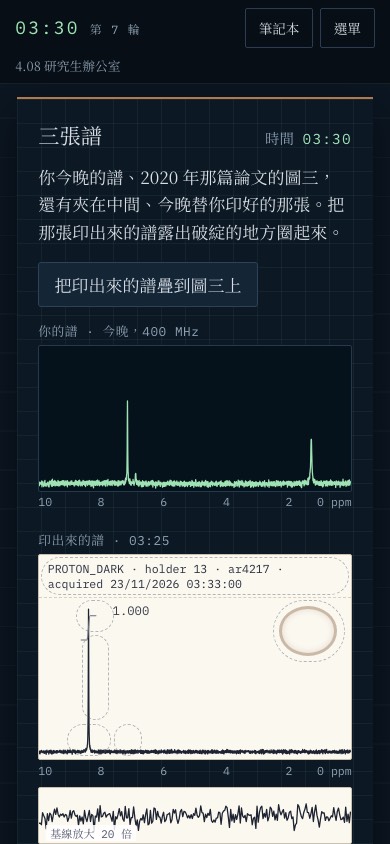 03:30 第 7 輪
筆記本
選單
4.08 研究生辦公室
三張譜
時間 03:30
你今晚的譜、2020 年那篇論文的圖三，
還有夾在中間、今晚替你印好的那張。把
那張印出來的譜露出破綻的地方圈起來。
把印出來的譜疊到圖三上
你的譜 · 今晚，400 MHz
10 8 6 4 2 0 ppm
印出來的譜 · 03:25
PROTON_DARK · holder 13 · ar4217 ·
acquired 23/11/2026 03:33:00
1.000
10 8 6 4 2 0 ppm
基線放大 20 倍